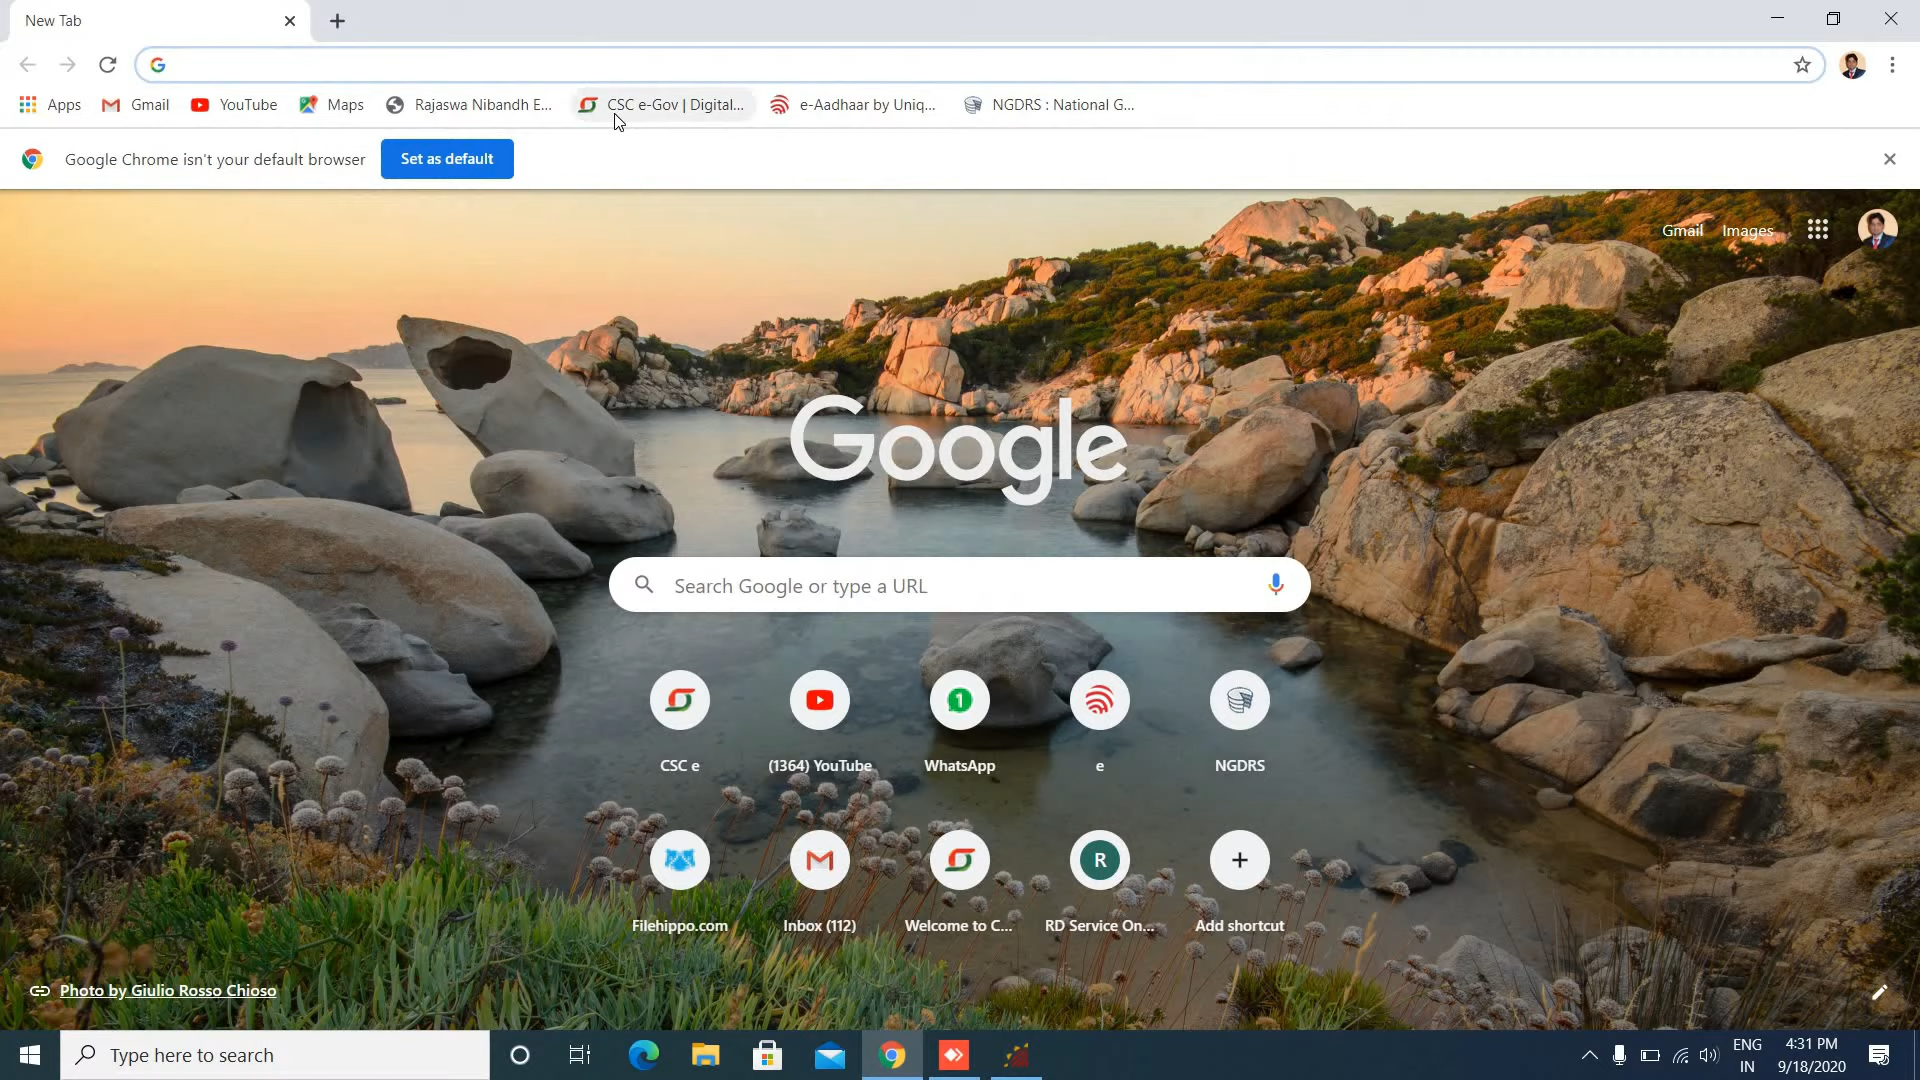 New Tab
Apps Gmail YouTube Maps Rajaswa Nibandh E... CSC e-Gov | Digital... e-Aadhaar by Uniq... NGDRS : National G...
Google Chrome isn't your default browser Set as default
Gmail Images
Google
Search Google or type a URL
1
CSC e (1364) YouTube WhatsApp e NGDRS
R
Filehippo.com Inbox (112) Welcome to C... RD Service On... Add shortcut
Photo by Giulio Rosso Chioso
Type here to search
ENG 4:31 PM
IN 9/18/2020